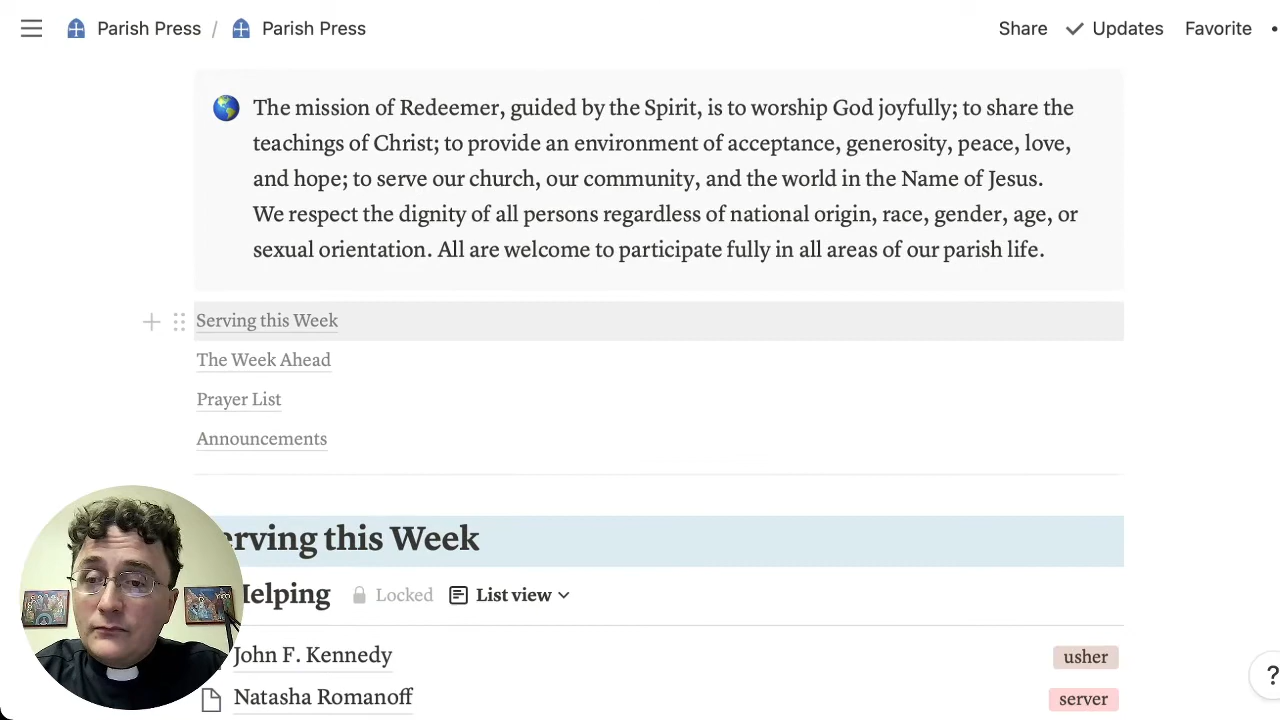 Parish Press / Parish Press Share Updates Favorite
The mission of Redeemer, guided by the Spirit, is to worship God joyfully; to share the
teachings of Christ; to provide an environment of acceptance, generosity, peace, love,
and hope; to serve our church, our community, and the world in the Name of Jesus.
We respect the dignity of all persons regardless of national origin, race, gender, age, or
sexual orientation. All are welcome to participate fully in all areas of our parish life.
Serving this Week
The Week Ahead
Prayer List
Announcements
erving this Week
Helping Locked List view
John F. Kennedy usher
Natasha Romanoff server
?